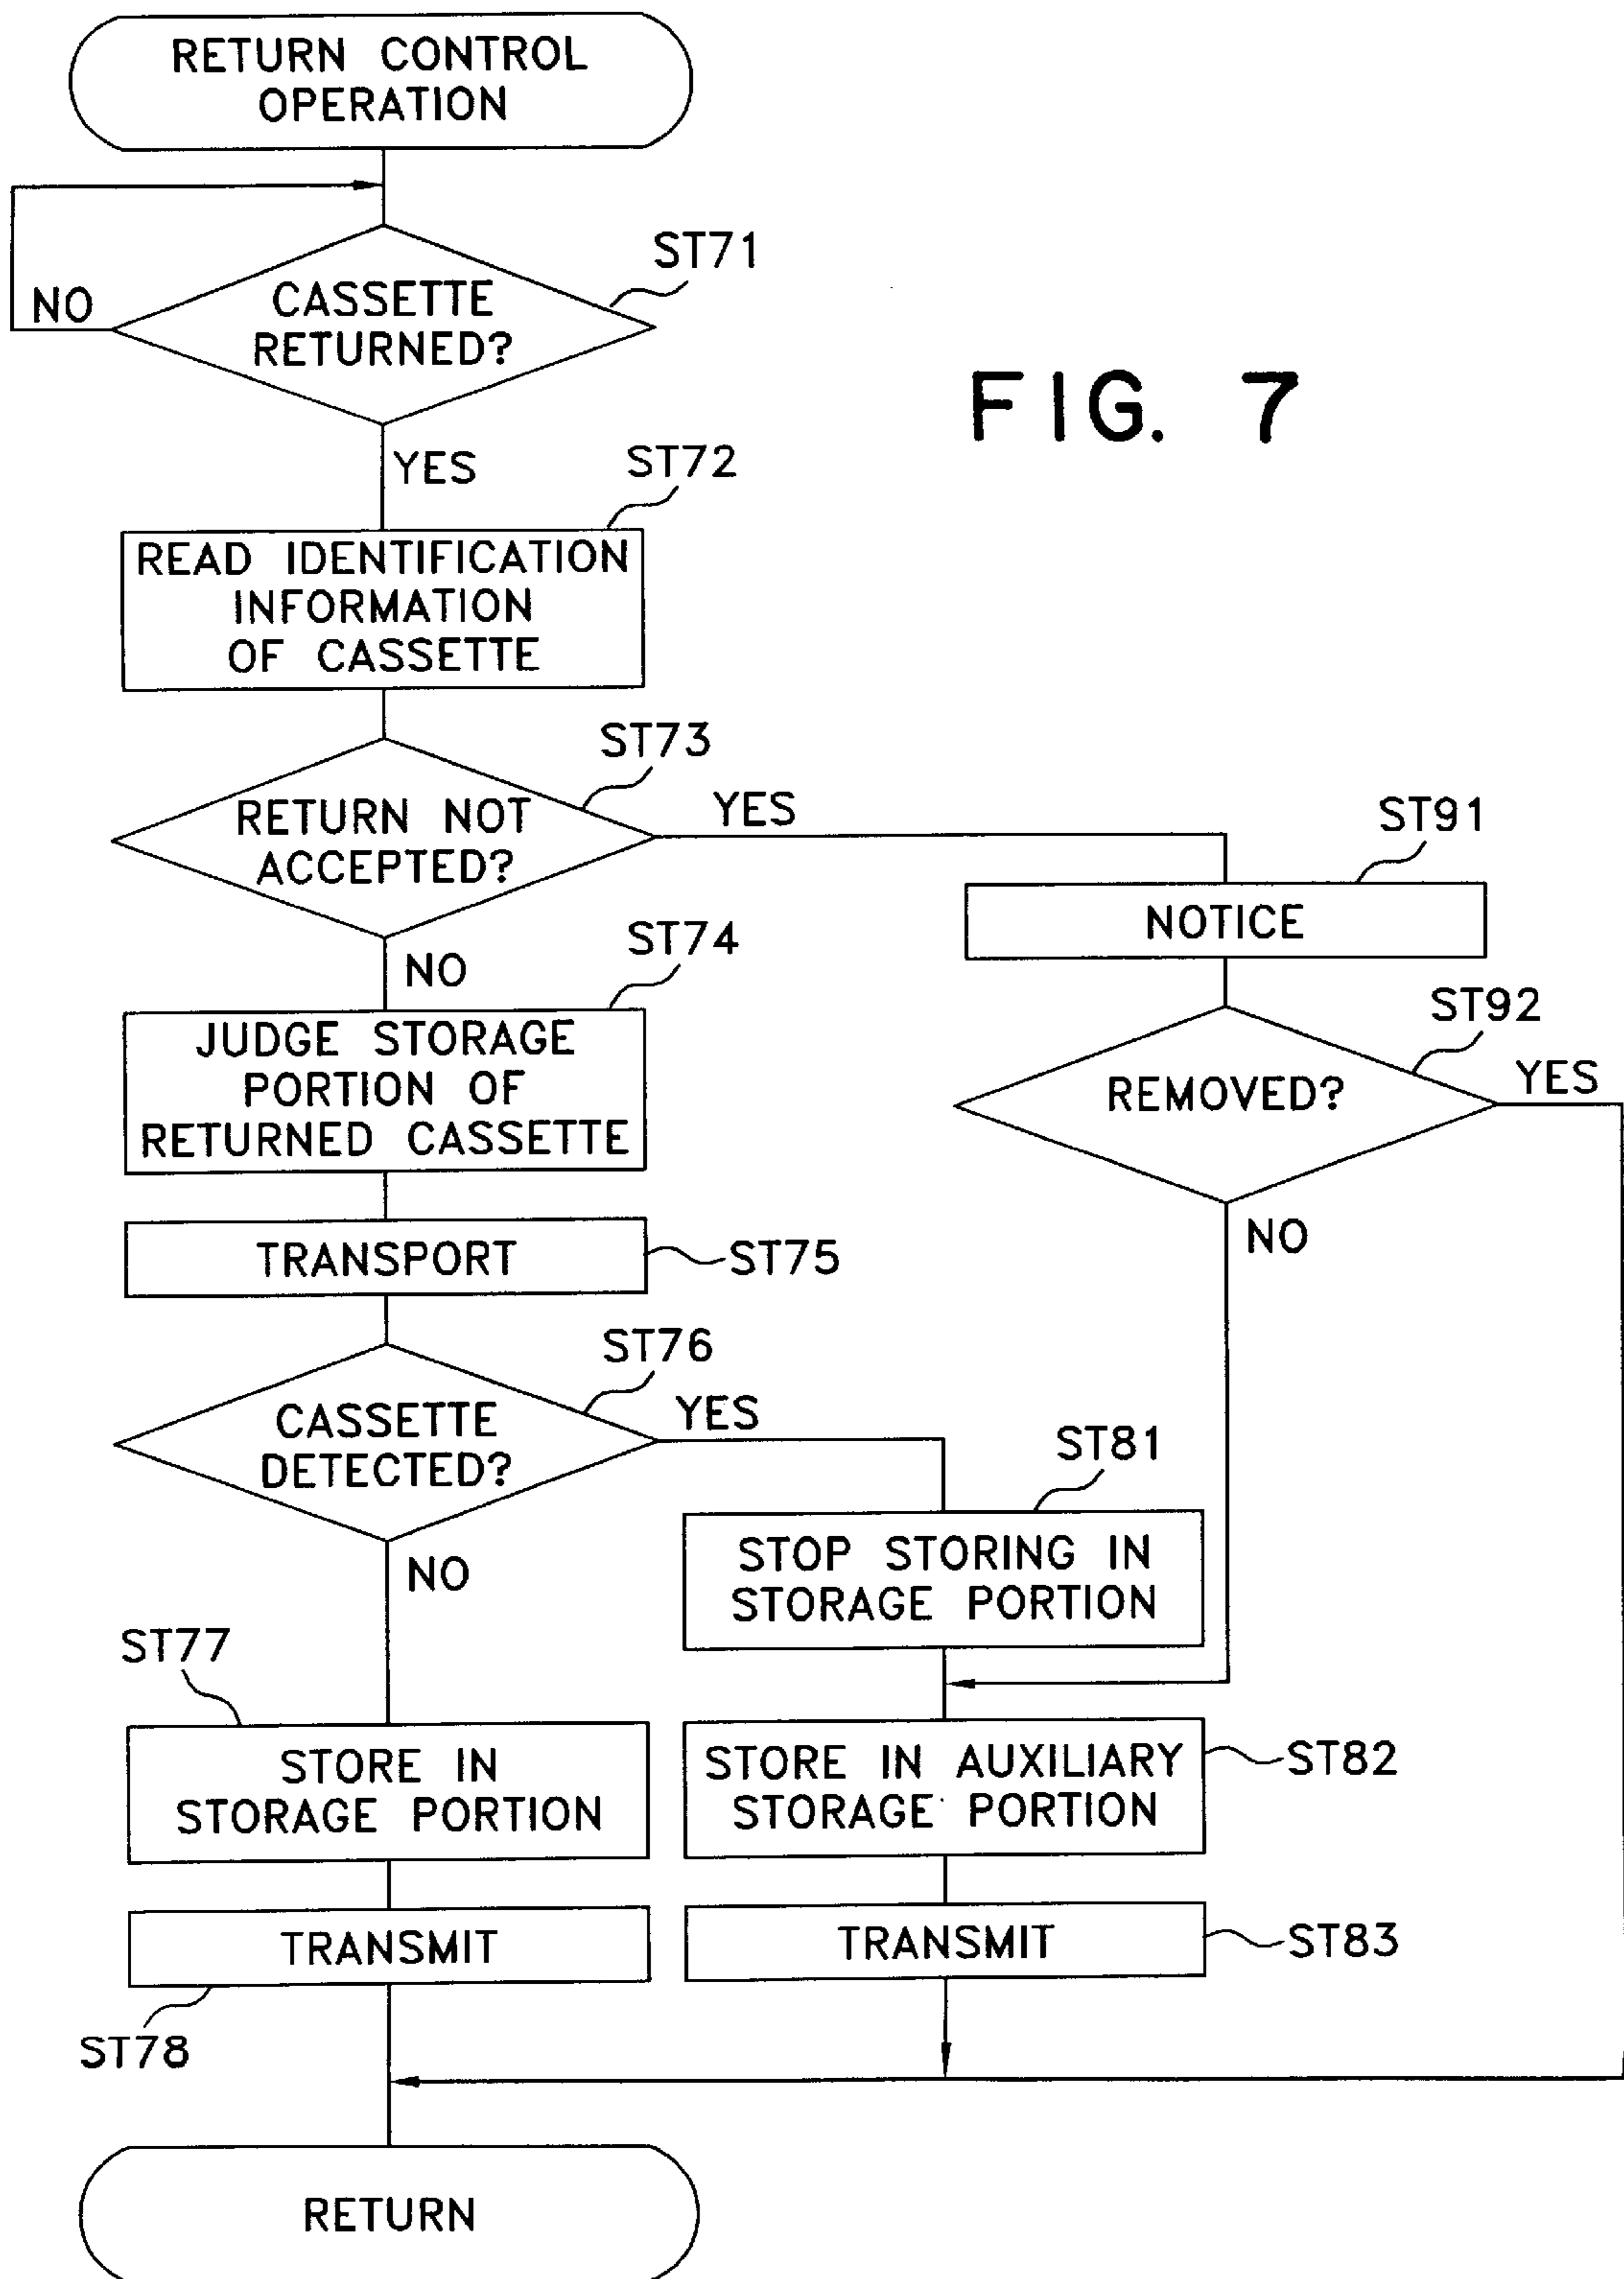 RETURN CONTROL
OPERATION
ST71
CASSETTE
RETURNED?
NO
FIG. 7
YES
ST72
READ IDENTIFICATION
INFORMATION
OF CASSETTE
ST73
RETURN NOT
ACCEPTED?
YES
ST91
NOTICE
NO
ST74
JUDGE STORAGE
PORTION OF
RETURNED CASSETTE
ST92
REMOVED?
YES
NO
TRANSPORT
ST75
ST76
CASSETTE
DETECTED?
YES
ST81
STOP STORING IN
STORAGE PORTION
NO
ST77
STORE IN
STORAGE PORTION
STORE IN AUXILIARY
STORAGE PORTION
ST82
TRANSMIT
ST78
TRANSMIT
ST83
RETURN